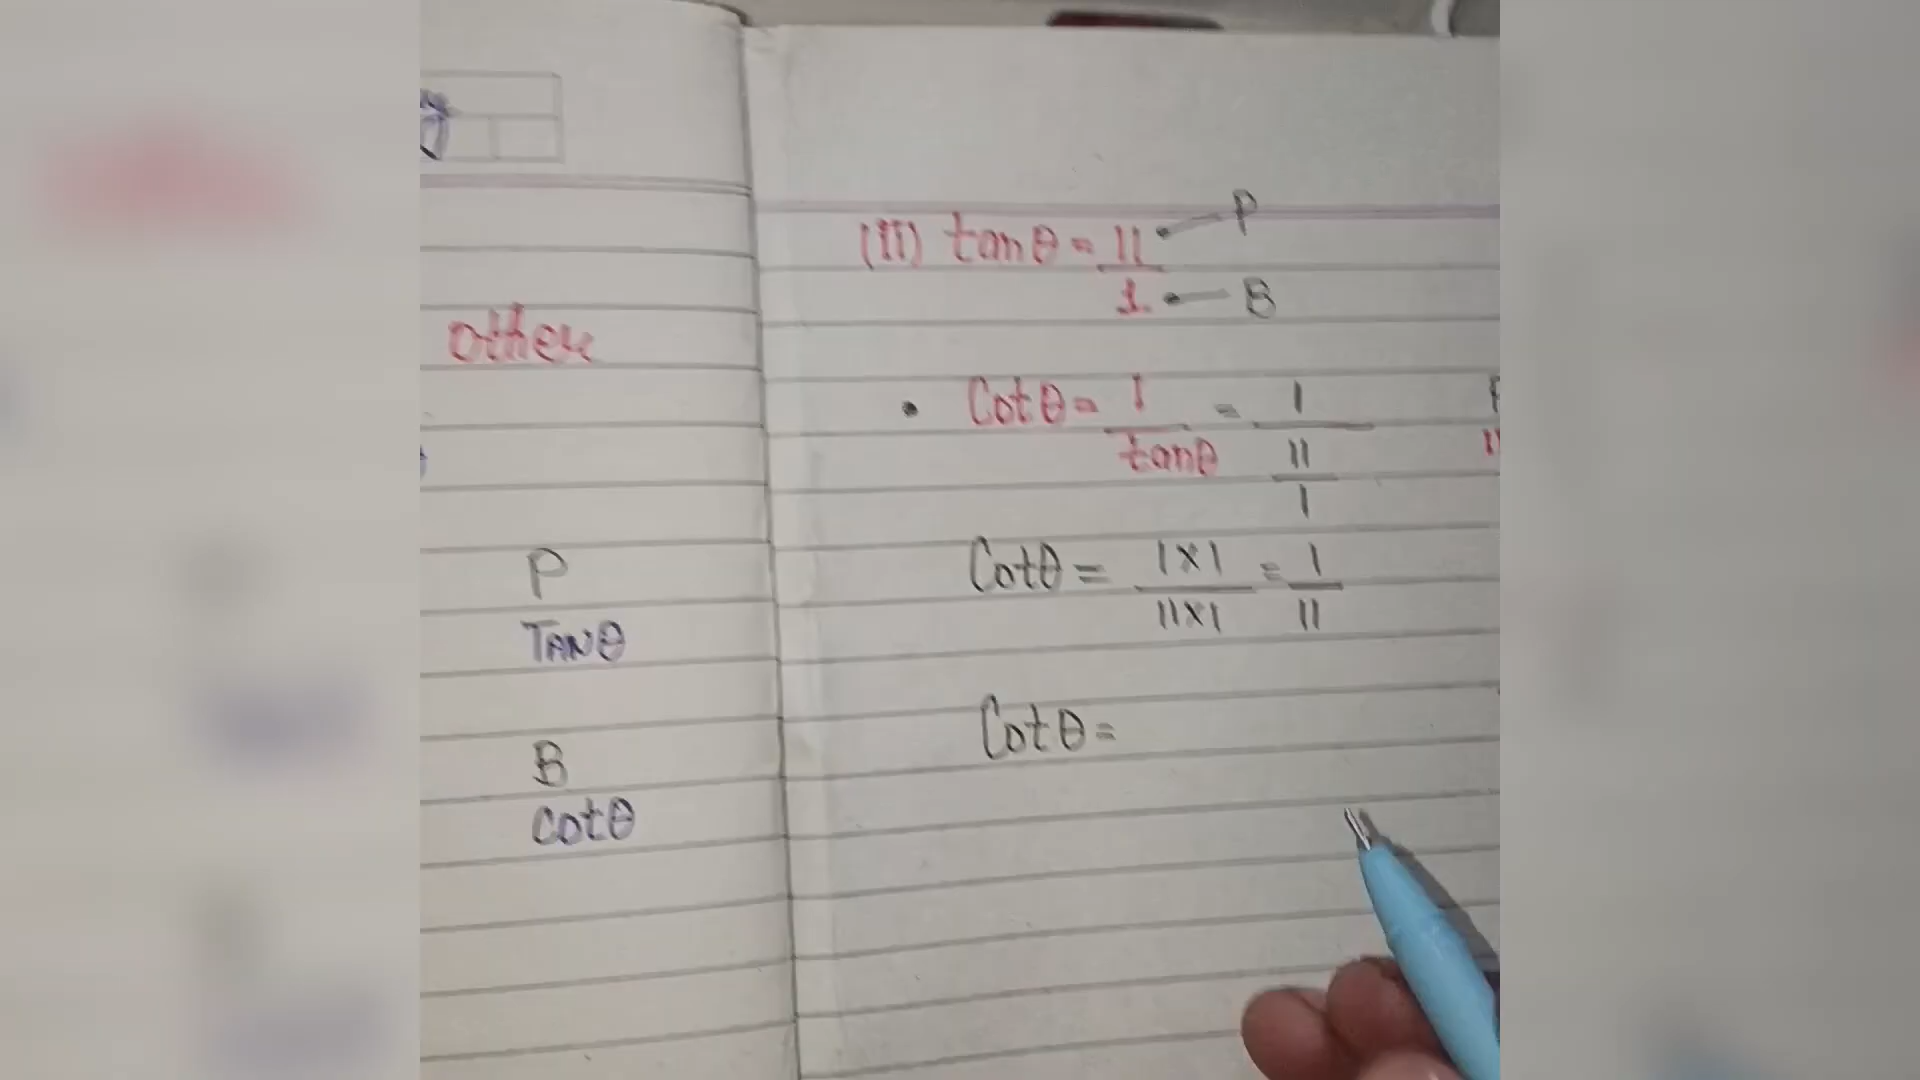 other
P
TANθ
B
Cotθ
(II) tanθ = 11/1 P
B
• Cotθ = 1/tanθ = 1/(11/1)
Cotθ = 1×1/11×1 = 1/11
Cotθ =